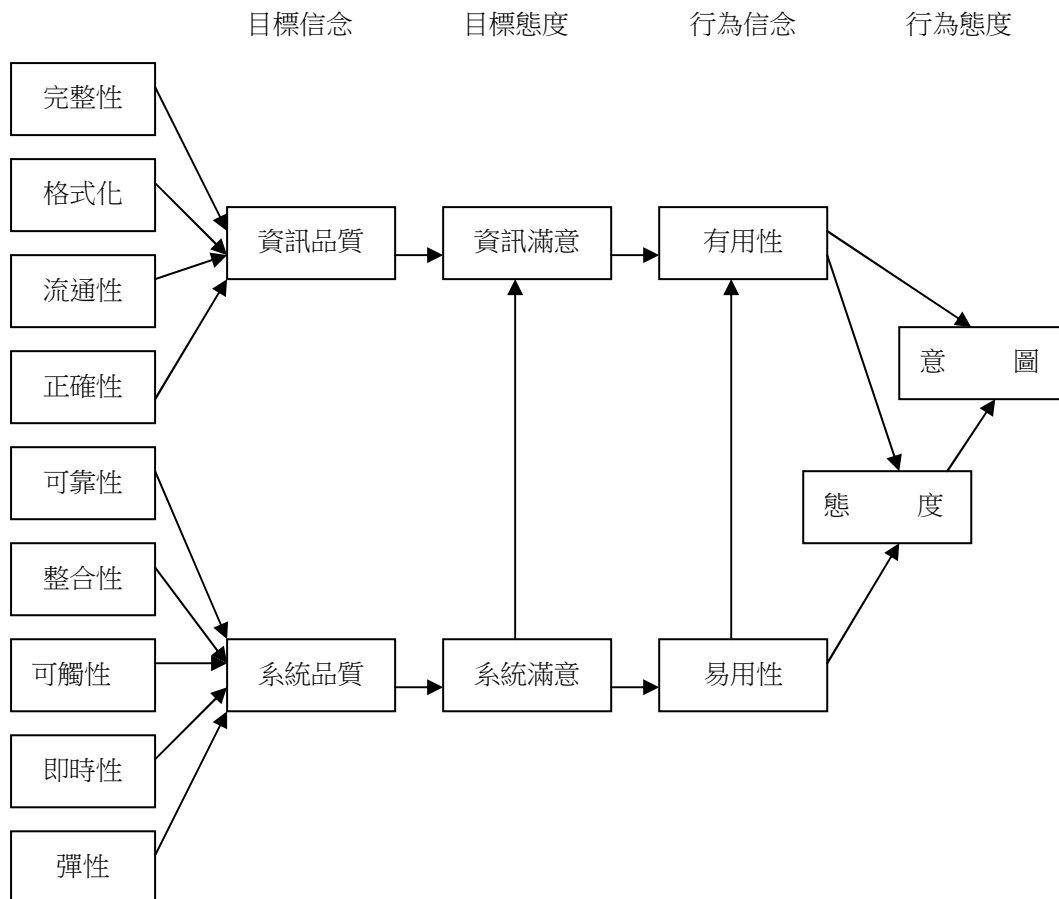 目標信念 目標態度 行為信念 行為態度
完整性
格式化
資訊品質 資訊滿意 有用性
流通性
意 圖
正確性
可靠性
態 度
整合性
可觸性 系統品質 系統滿意 易用性
即時性
彈性